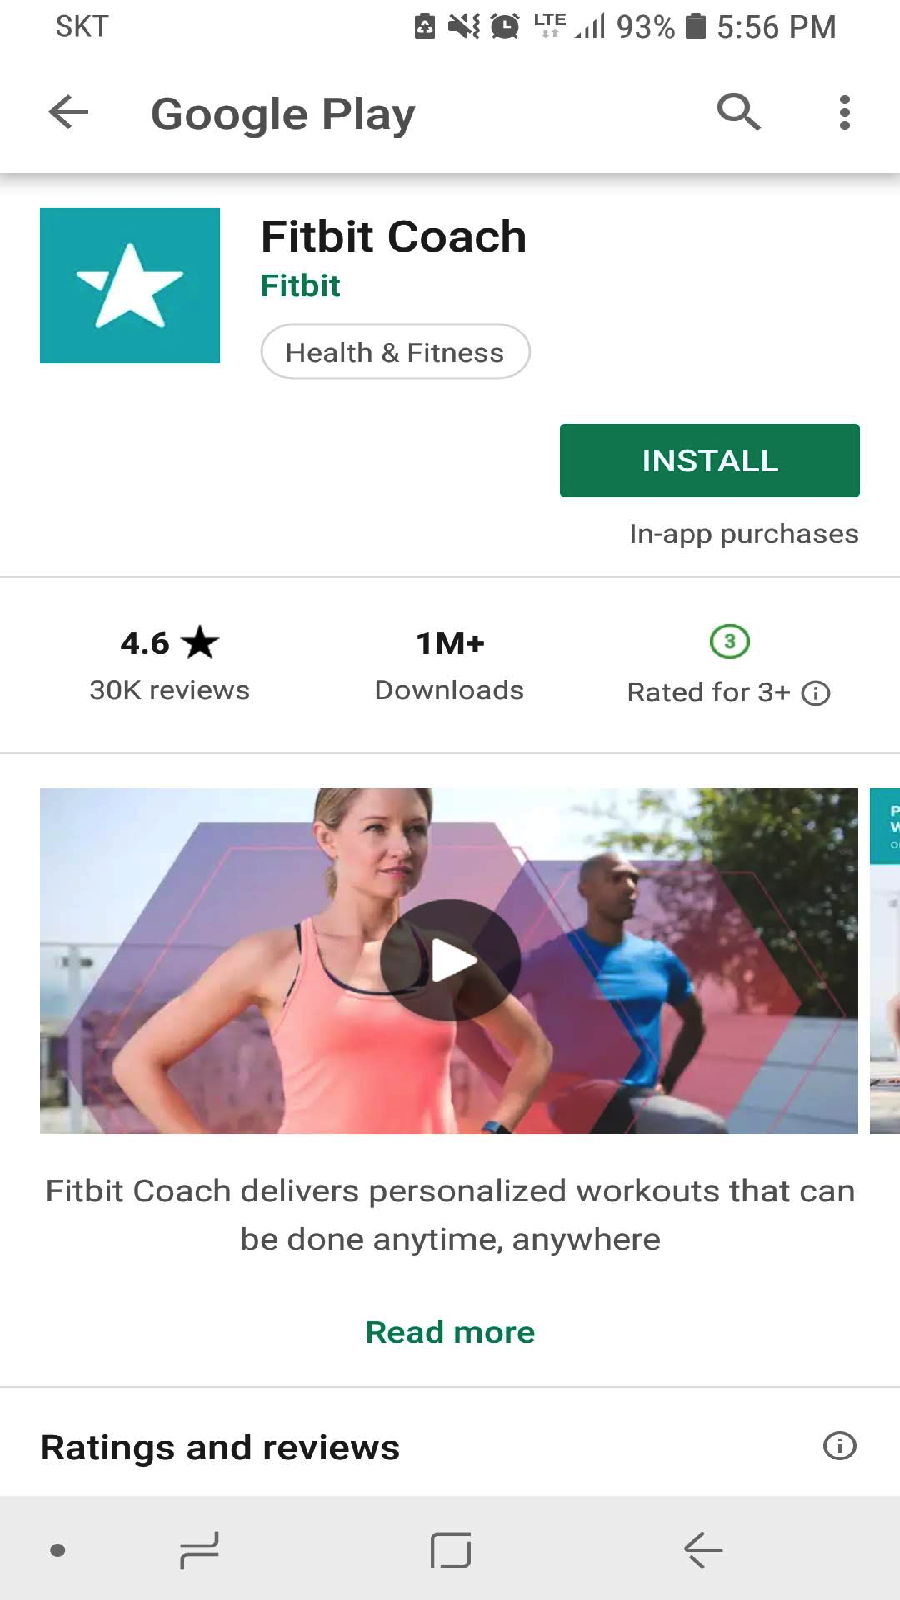 SKT
LTE 93% 5:56 PM
Google Play
Fitbit Coach
Fitbit
Health & Fitness
INSTALL
In-app purchases
4.6 ★
30K reviews
1M+
Downloads
3
Rated for 3+
Fitbit Coach delivers personalized workouts that can
be done anytime, anywhere
Read more
Ratings and reviews